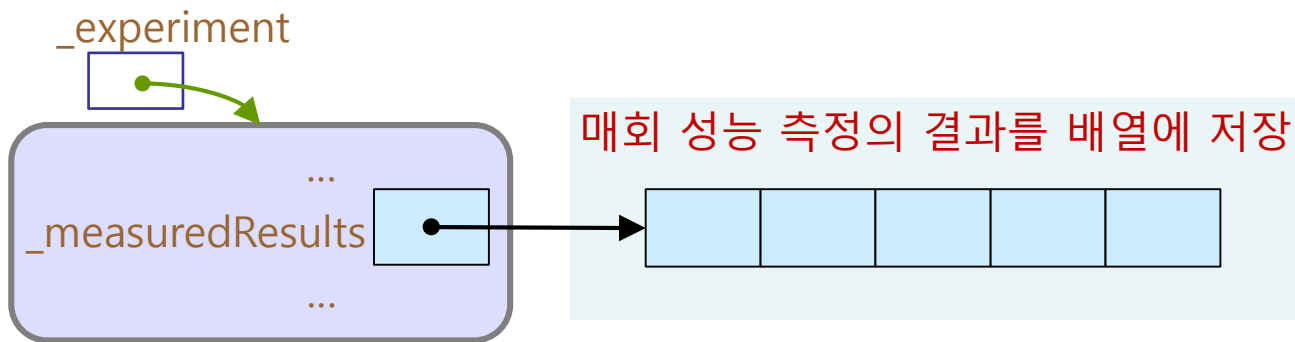 _experiment
매회 성능 측정의 결과를 배열에 저장
...
_measuredResults
...